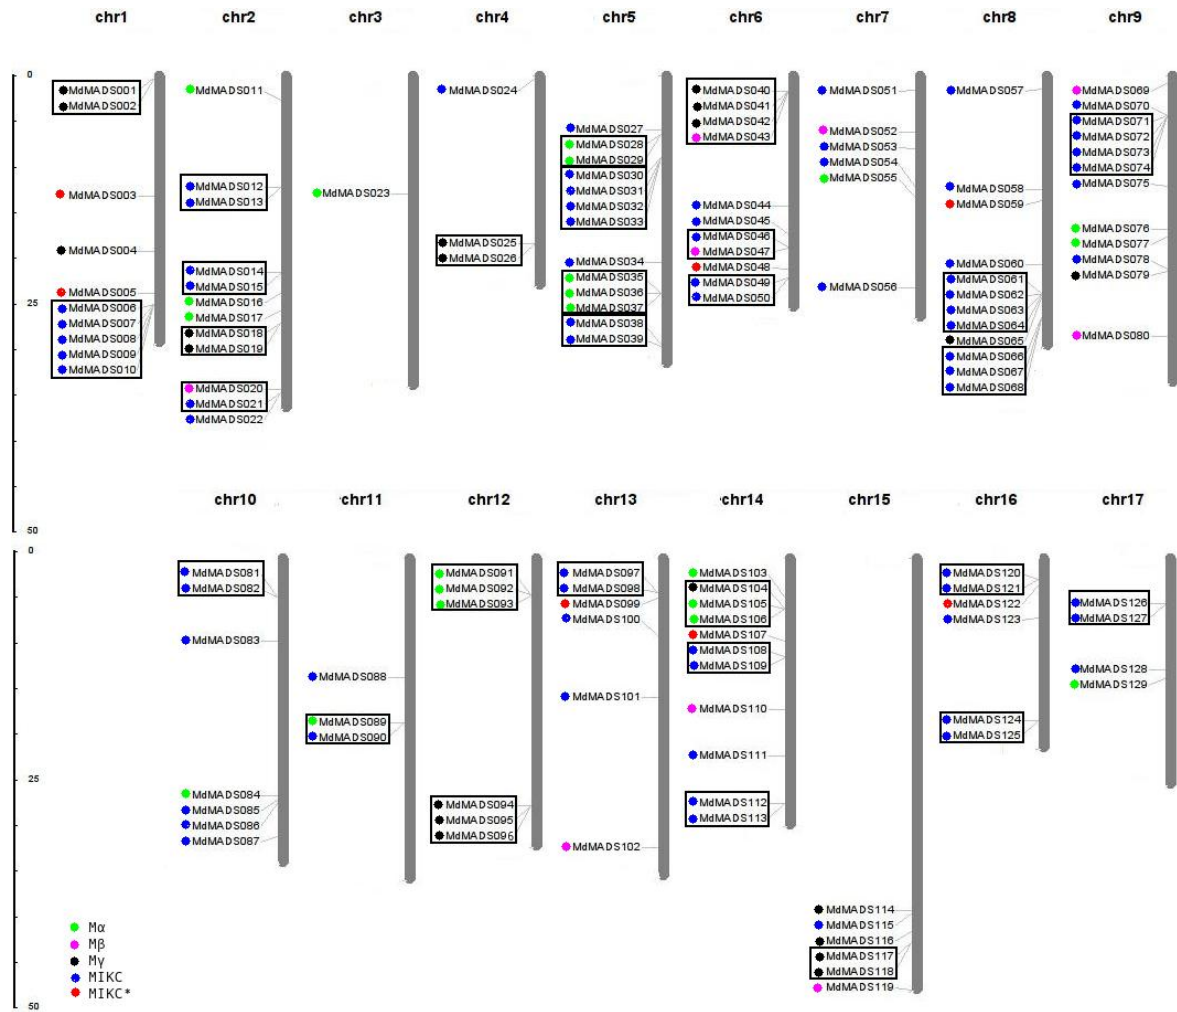 chr1 chr2 chr3 chr4 chr5 chr6 chr7 chr8 chr9
0
25
50
MdMADS001
MdMADS002
MdMADS003
MdMADS004
MdMADS005
MdMADS006
MdMADS007
MdMADS008
MdMADS009
MdMADS010
MdMADS011
MdMADS012
MdMADS013
MdMADS014
MdMADS015
MdMADS016
MdMADS017
MdMADS018
MdMADS019
MdMADS020
MdMADS021
MdMADS022
MdMADS023
MdMADS024
MdMADS025
MdMADS026
MdMADS027
MdMADS028
MdMADS029
MdMADS030
MdMADS031
MdMADS032
MdMADS033
MdMADS034
MdMADS035
MdMADS036
MdMADS037
MdMADS038
MdMADS039
MdMADS040
MdMADS041
MdMADS042
MdMADS043
MdMADS044
MdMADS045
MdMADS046
MdMADS047
MdMADS048
MdMADS049
MdMADS050
MdMADS051
MdMADS052
MdMADS053
MdMADS054
MdMADS055
MdMADS056
MdMADS057
MdMADS058
MdMADS059
MdMADS060
MdMADS061
MdMADS062
MdMADS063
MdMADS064
MdMADS065
MdMADS066
MdMADS067
MdMADS068
MdMADS069
MdMADS070
MdMADS071
MdMADS072
MdMADS073
MdMADS074
MdMADS075
MdMADS076
MdMADS077
MdMADS078
MdMADS079
MdMADS080
chr10 chr11 chr12 chr13 chr14 chr15 chr16 chr17
0
25
50
MdMADS081
MdMADS082
MdMADS083
MdMADS084
MdMADS085
MdMADS086
MdMADS087
MdMADS088
MdMADS089
MdMADS090
MdMADS091
MdMADS092
MdMADS093
MdMADS094
MdMADS095
MdMADS096
MdMADS097
MdMADS098
MdMADS099
MdMADS100
MdMADS101
MdMADS102
MdMADS103
MdMADS104
MdMADS105
MdMADS106
MdMADS107
MdMADS108
MdMADS109
MdMADS110
MdMADS111
MdMADS112
MdMADS113
MdMADS114
MdMADS115
MdMADS116
MdMADS117
MdMADS118
MdMADS119
MdMADS120
MdMADS121
MdMADS122
MdMADS123
MdMADS124
MdMADS125
MdMADS126
MdMADS127
MdMADS128
MdMADS129
Mα
Mβ
Mγ
MIKC
MIKC*